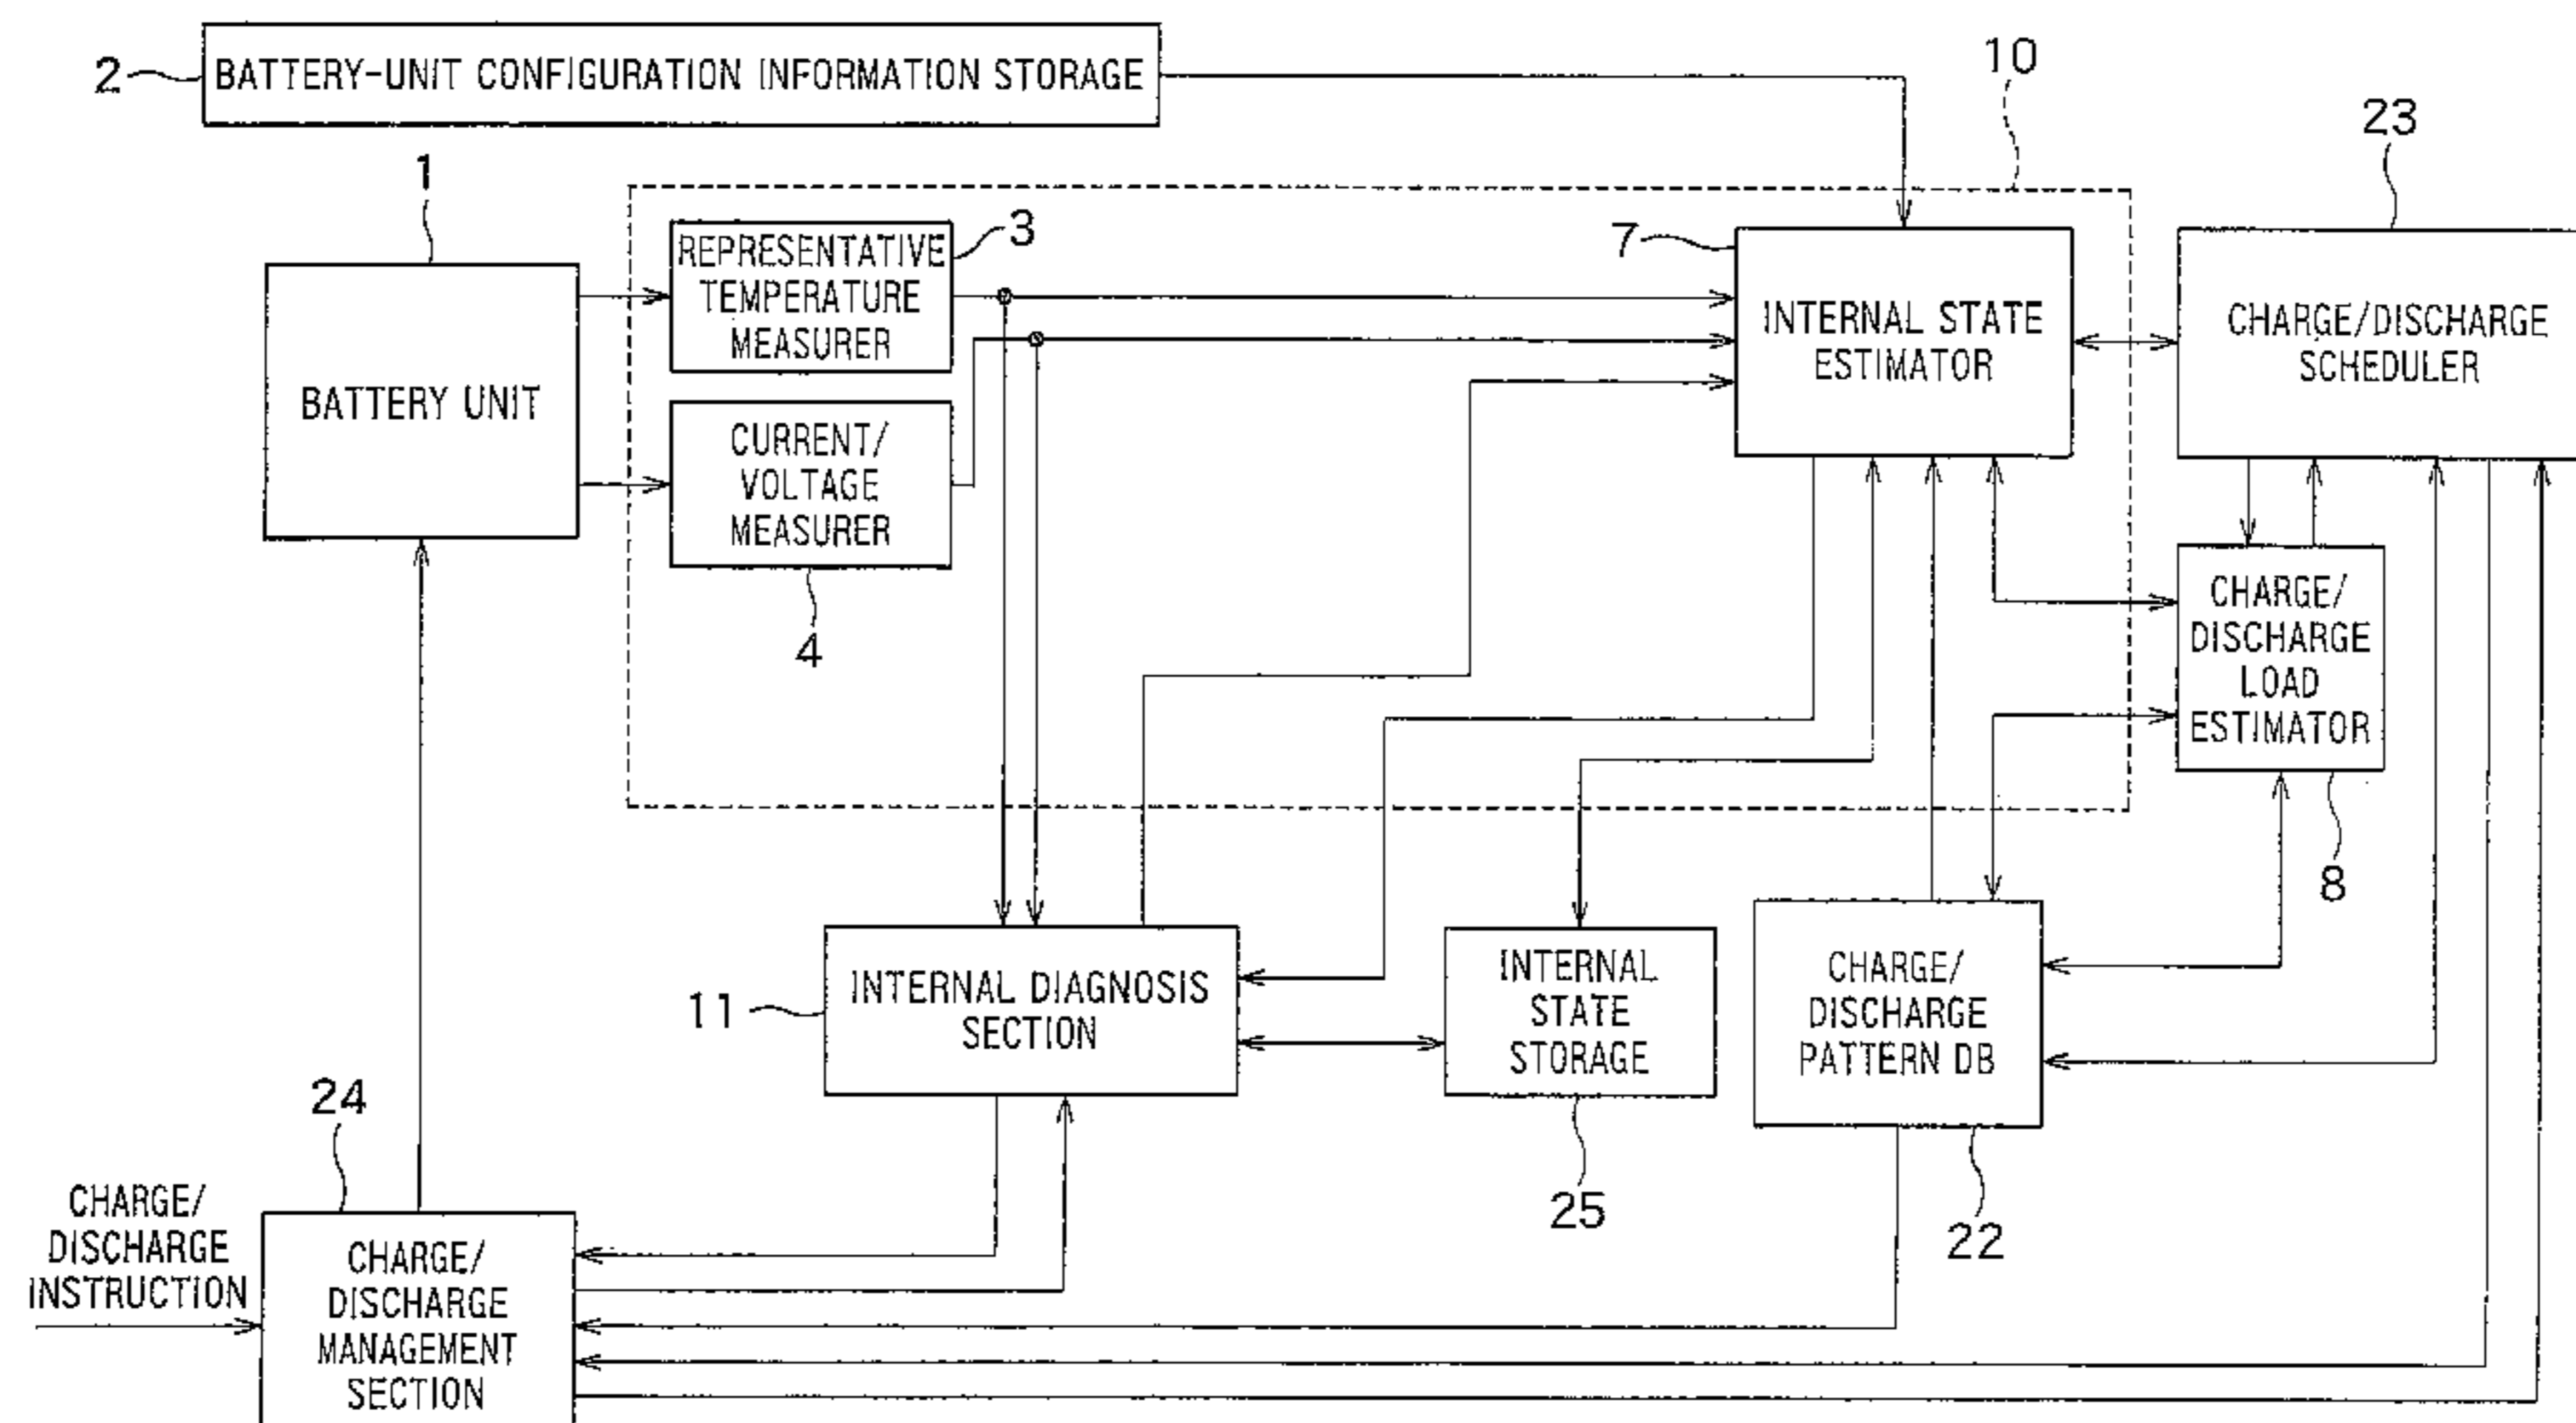 2
BATTERY-UNIT CONFIGURATION INFORMATION STORAGE
10
23
1
REPRESENTATIVE
TEMPERATURE
MEASURER
3
7
INTERNAL STATE
ESTIMATOR
CHARGE/DISCHARGE
SCHEDULER
BATTERY UNIT
CURRENT/
VOLTAGE
MEASURER
4
CHARGE/
DISCHARGE
LOAD
ESTIMATOR
8
11
INTERNAL DIAGNOSIS
SECTION
INTERNAL
STATE
STORAGE
25
CHARGE/
DISCHARGE
PATTERN DB
22
24
CHARGE/
DISCHARGE
INSTRUCTION
CHARGE/
DISCHARGE
MANAGEMENT
SECTION